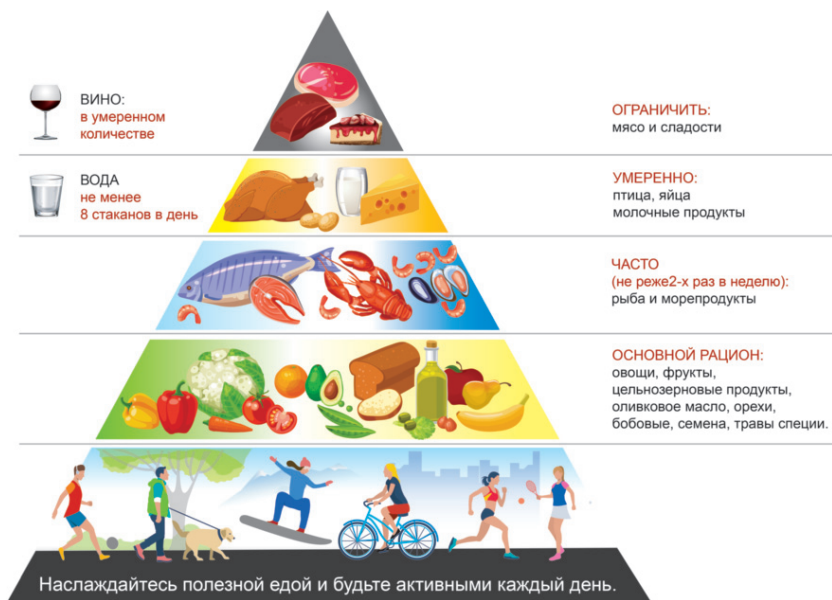 ВИНО:
в умеренном
количестве
ОГРАНИЧИТЬ:
мясо и сладости
ВОДА
не менее
8 стаканов в день
УМЕРЕННО:
птица, яйца
молочные продукты
ЧАСТО
(не реже2-х раз в неделю):
рыба и морепродукты
ОСНОВНОЙ РАЦИОН:
овощи, фрукты,
цельнозерновые продукты,
оливковое масло, орехи,
бобовые, семена, травы специи.
Наслаждайтесь полезной едой и будьте активными каждый день.